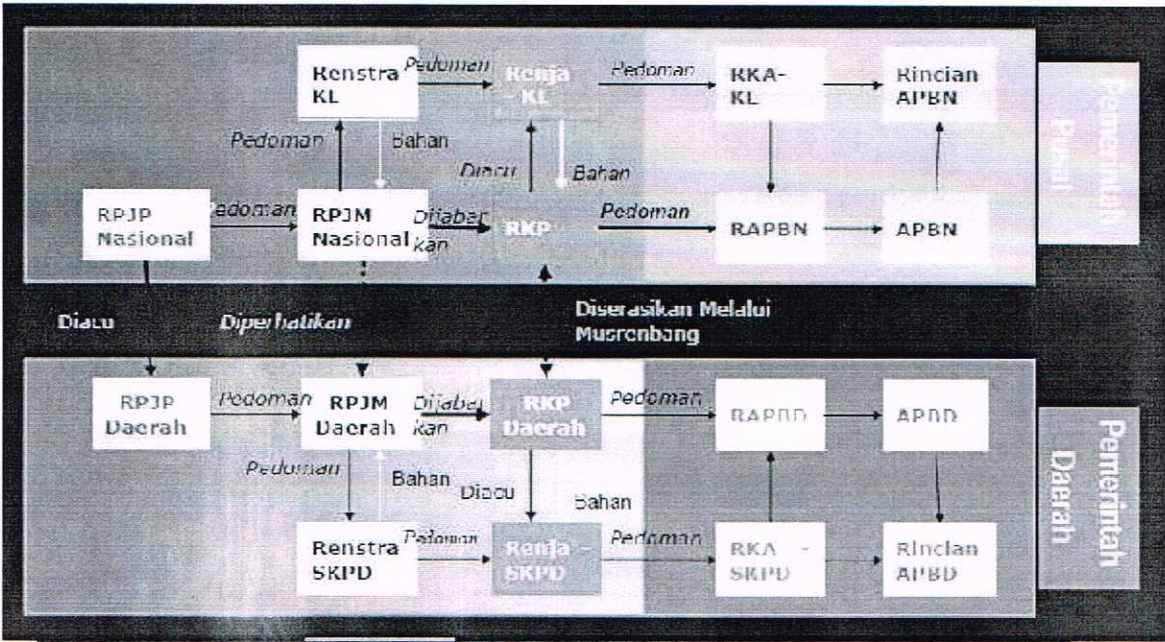 Renstra
KL
Pedoman
Renja
- KL
Pedoman
RKA-
KL
Rincian
APBN
Pemerintah
Pusat
Pedoman
Bahan
Diacu
Bahan
RPJP
Nasional
Pedoman
RPJM
Nasional
Dijabar
kan
RKP
Pedoman
RAPBN
APBN
Diacu
Diperhatikan
Diserasikan Melalui
Musrenbang
RPJP
Daerah
Pedoman
RPJM
Daerah
Dijabar
kan
RKP
Daerah
Pedoman
RAPBD
APBD
Pemerintah
Daerah
Pedoman
Bahan
Diacu
Bahan
Renstra
SKPD
Pedoman
Renja -
SKPD
Pedoman
RKA -
SKPD
Rincian
APBD